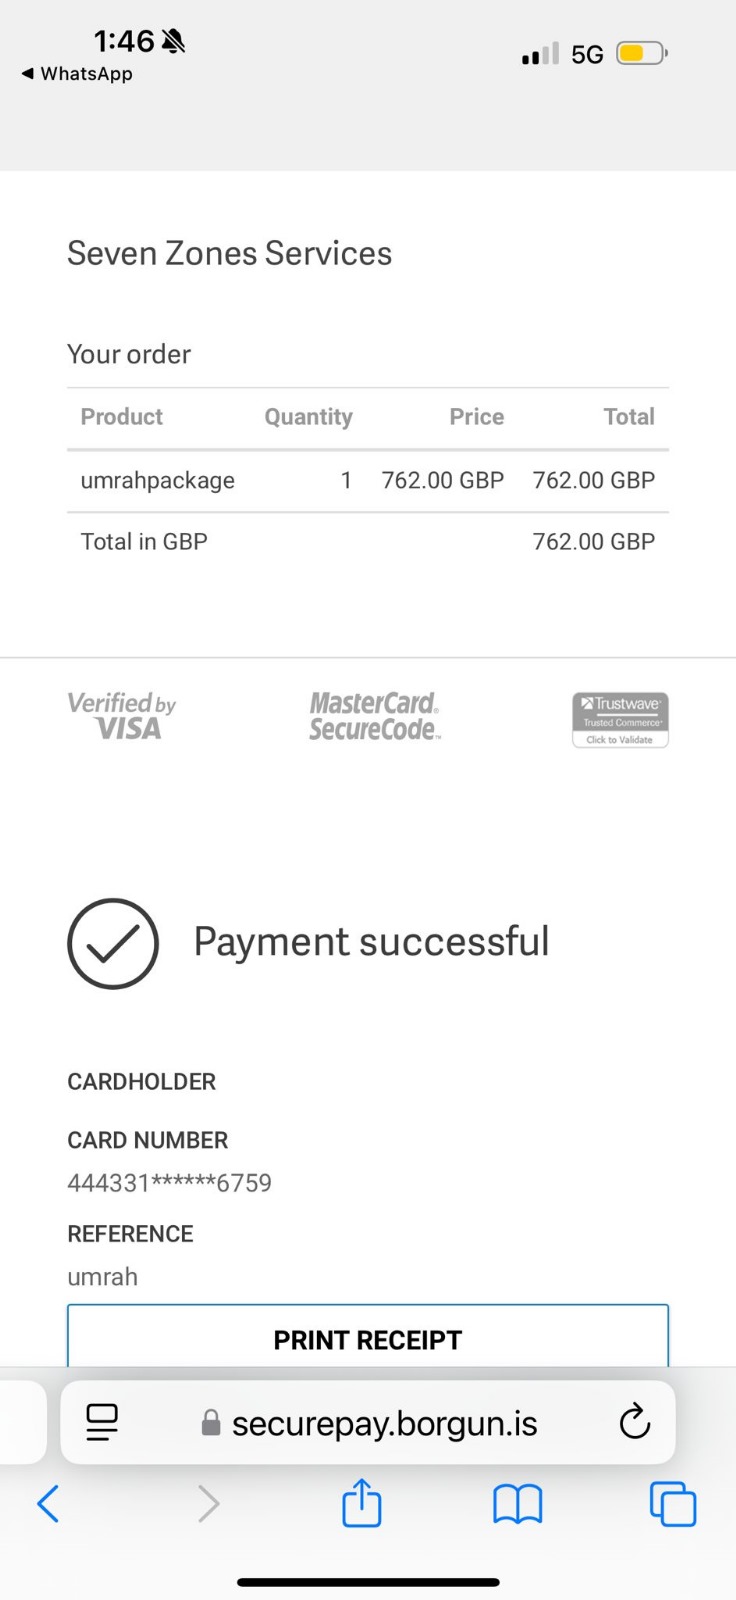 1:46
5G
WhatsApp
Seven Zones Services
Your order
Product Quantity Price Total
umrahpackage 1 762.00 GBP 762.00 GBP
Total in GBP 762.00 GBP
Verified by
VISA
MasterCard®
SecureCode™
Trustwave®
Trusted Commerce®
Click to Validate
Payment successful
CARDHOLDER
CARD NUMBER
444331******6759
REFERENCE
umrah
PRINT RECEIPT
securepay.borgun.is